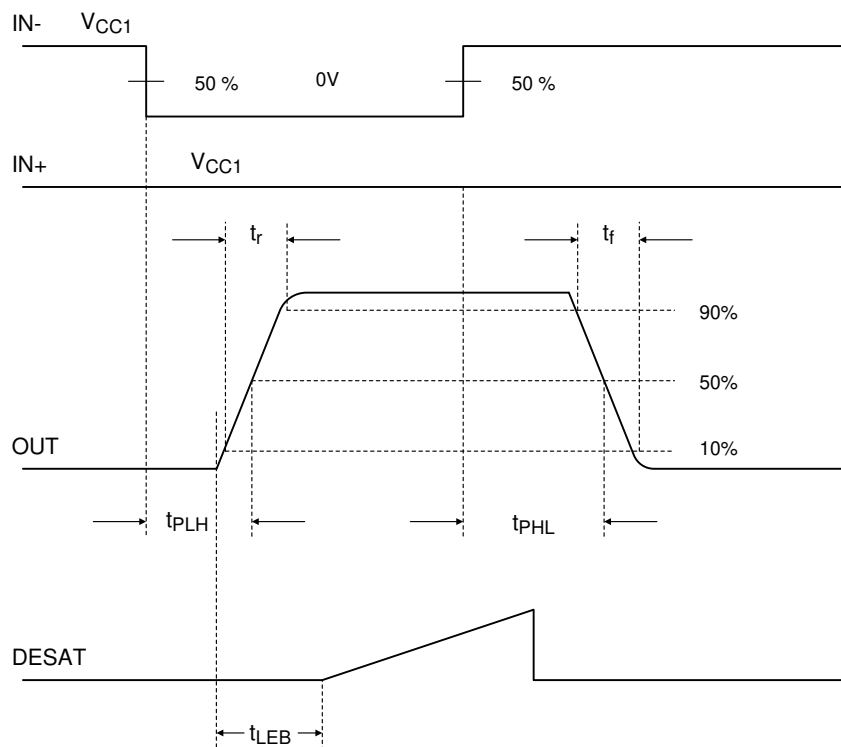 IN- VCC1
50 % 0V 50 %
IN+ VCC1
tr tf
90%
50%
OUT 10%
tPLH tPHL
DESAT
tLEB